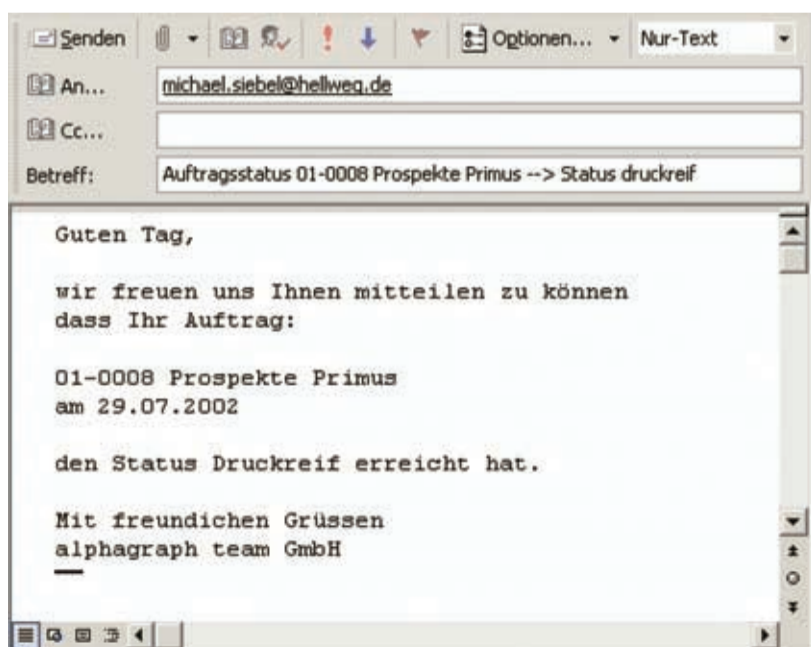 Senden Optionen... Nur-Text
An... michael.siebel@hellweg.de
Cc...
Betreff: Auftragsstatus 01-0008 Prospekte Primus --> Status druckreif
Guten Tag,
wir freuen uns Ihnen mitteilen zu können
dass Ihr Auftrag:
01-0008 Prospekte Primus
am 29.07.2002
den Status Druckreif erreicht hat.
Mit freundichen Grüssen
alphagraph team GmbH